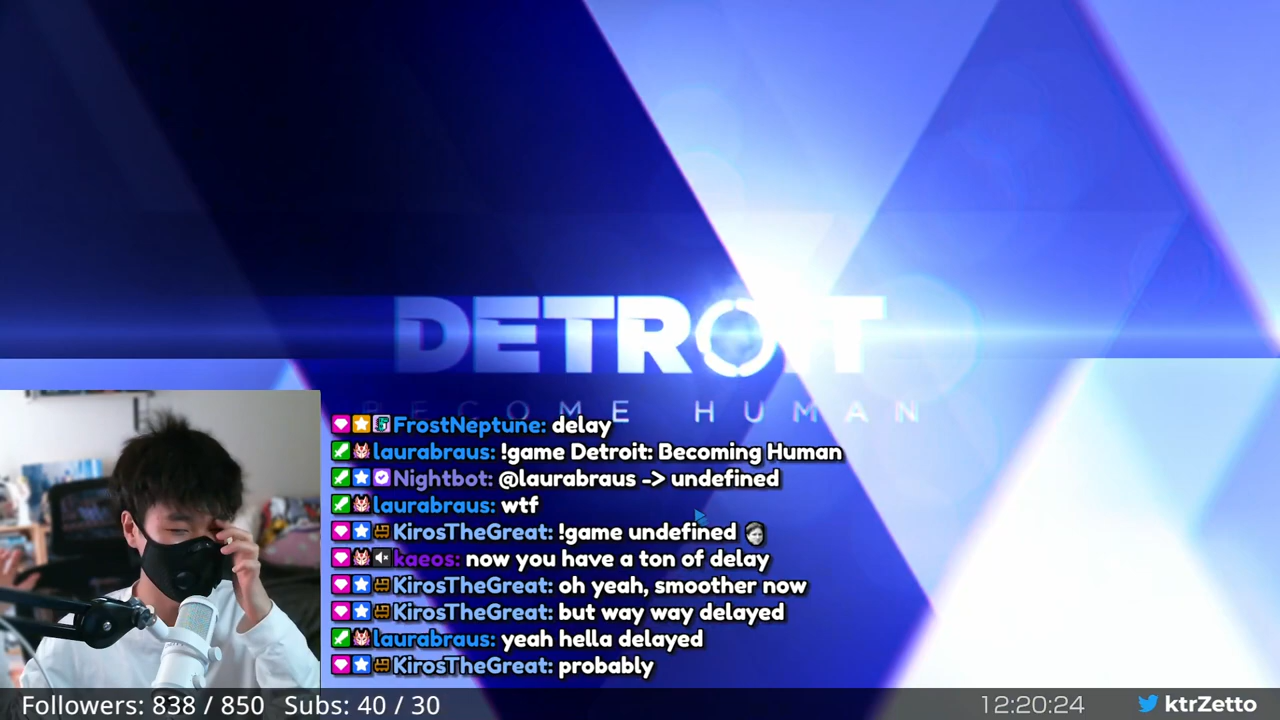 DETROIT
BECOME HUMAN
FrostNeptune: delay
laurabraus: !game Detroit: Becoming Human
Nightbot: @laurabraus -> undefined
laurabraus: wtf
KirosTheGreat: !game undefined
kaeos: now you have a ton of delay
KirosTheGreat: oh yeah, smoother now
KirosTheGreat: but way way delayed
laurabraus: yeah hella delayed
KirosTheGreat: probably
Followers: 838 / 850 Subs: 40 / 30 12:20:24 ktrZetto